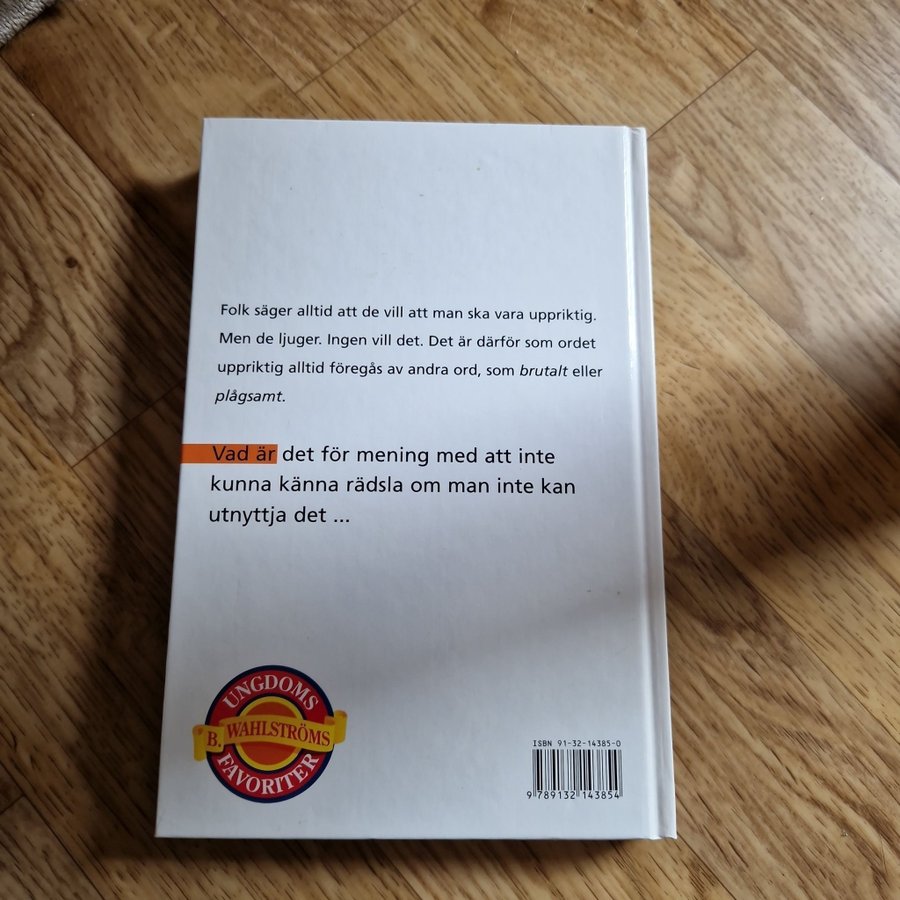 Folk säger alltid att de vill att man ska vara uppriktig.
Men de ljuger. Ingen vill det. Det är därför som ordet
uppriktig alltid föregås av andra ord, som brutalt eller
plågsamt.
Vad är det för mening med att inte
kunna känna rädsla om man inte kan
utnyttja det ...
UNGDOMS
B. WAHLSTRÖMS
FAVORITER
ISBN 91-32-14385-0
9 789132 143854